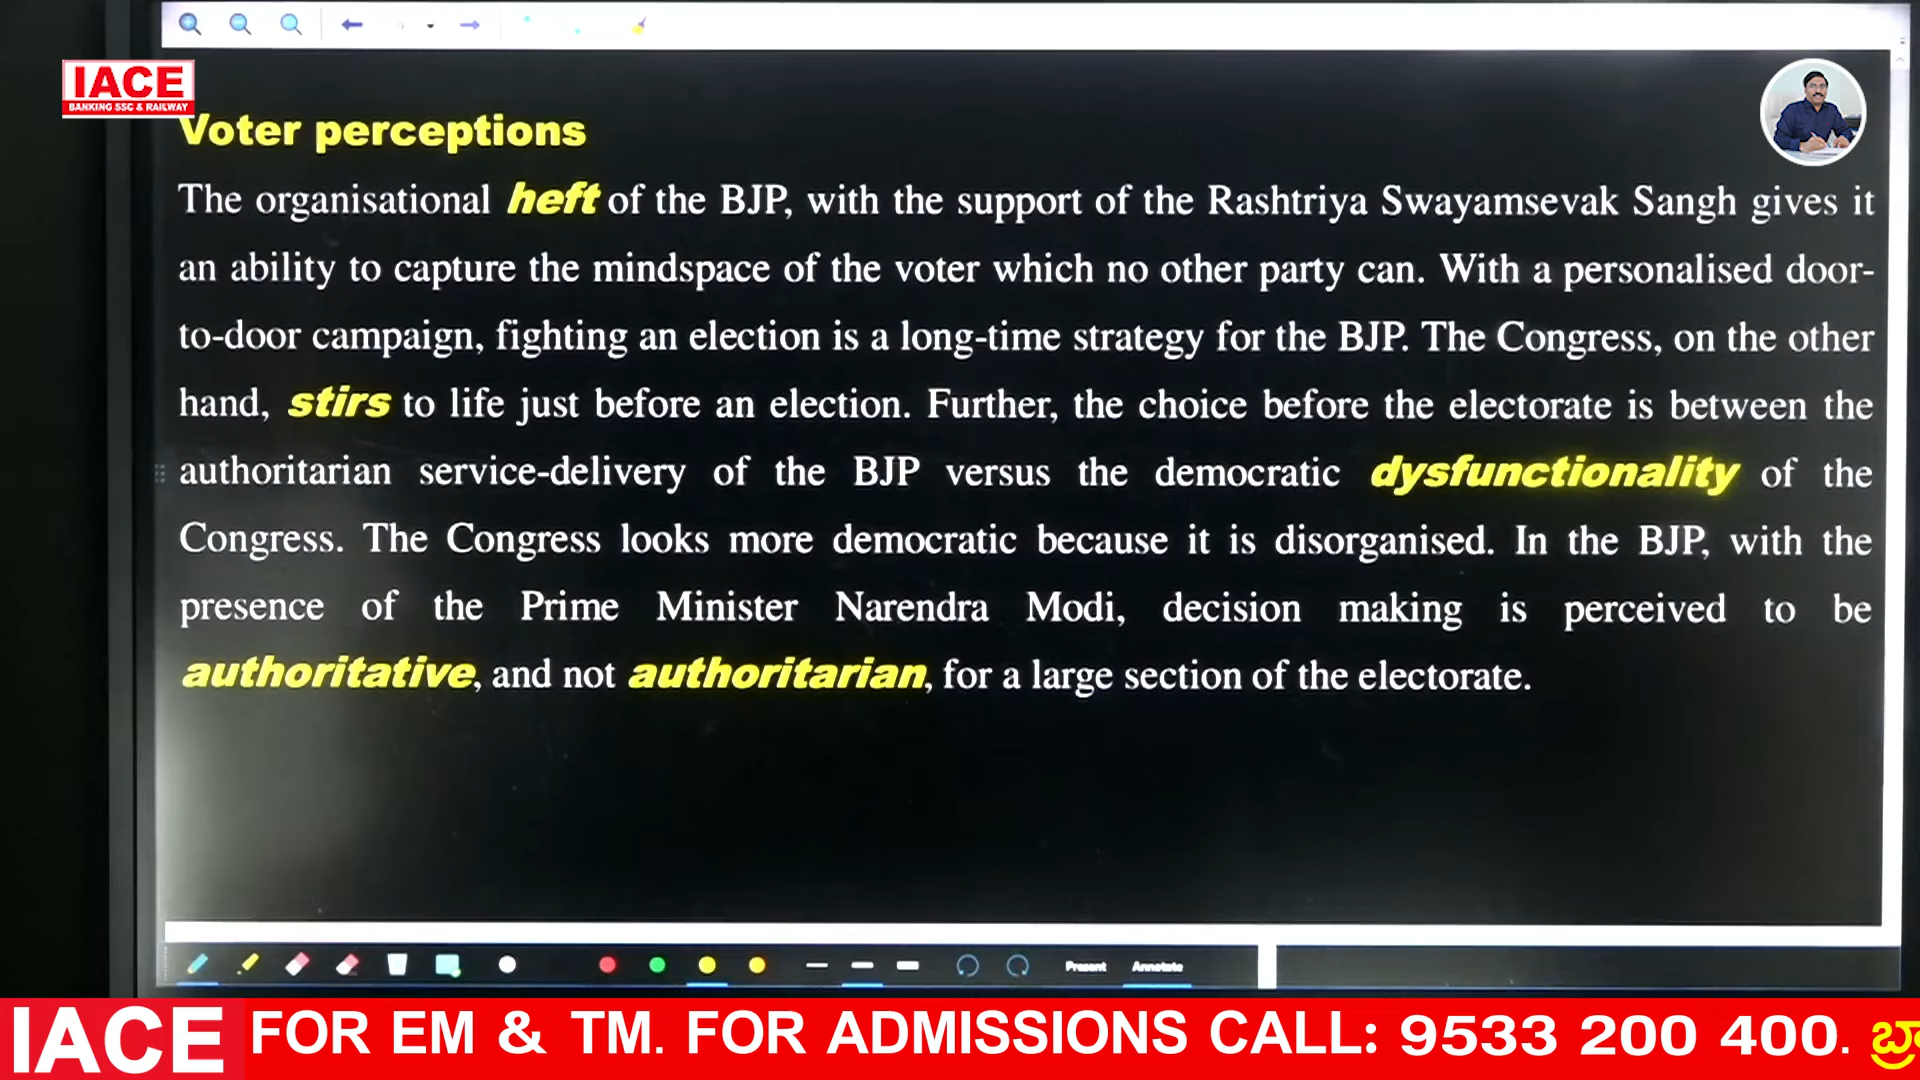 IACE
BANKING SSC & RAILWAY
Voter perceptions
The organisational heft of the BJP, with the support of the Rashtriya Swayamsevak Sangh gives it
an ability to capture the mindspace of the voter which no other party can. With a personalised door-
to-door campaign, fighting an election is a long-time strategy for the BJP. The Congress, on the other
hand, stirs to life just before an election. Further, the choice before the electorate is between the
authoritarian service-delivery of the BJP versus the democratic dysfunctionality of the
Congress. The Congress looks more democratic because it is disorganised. In the BJP, with the
presence of the Prime Minister Narendra Modi, decision making is perceived to be
authoritative, and not authoritarian, for a large section of the electorate.
Present Annotate
IACE FOR EM & TM. FOR ADMISSIONS CALL: 9533 200 400.